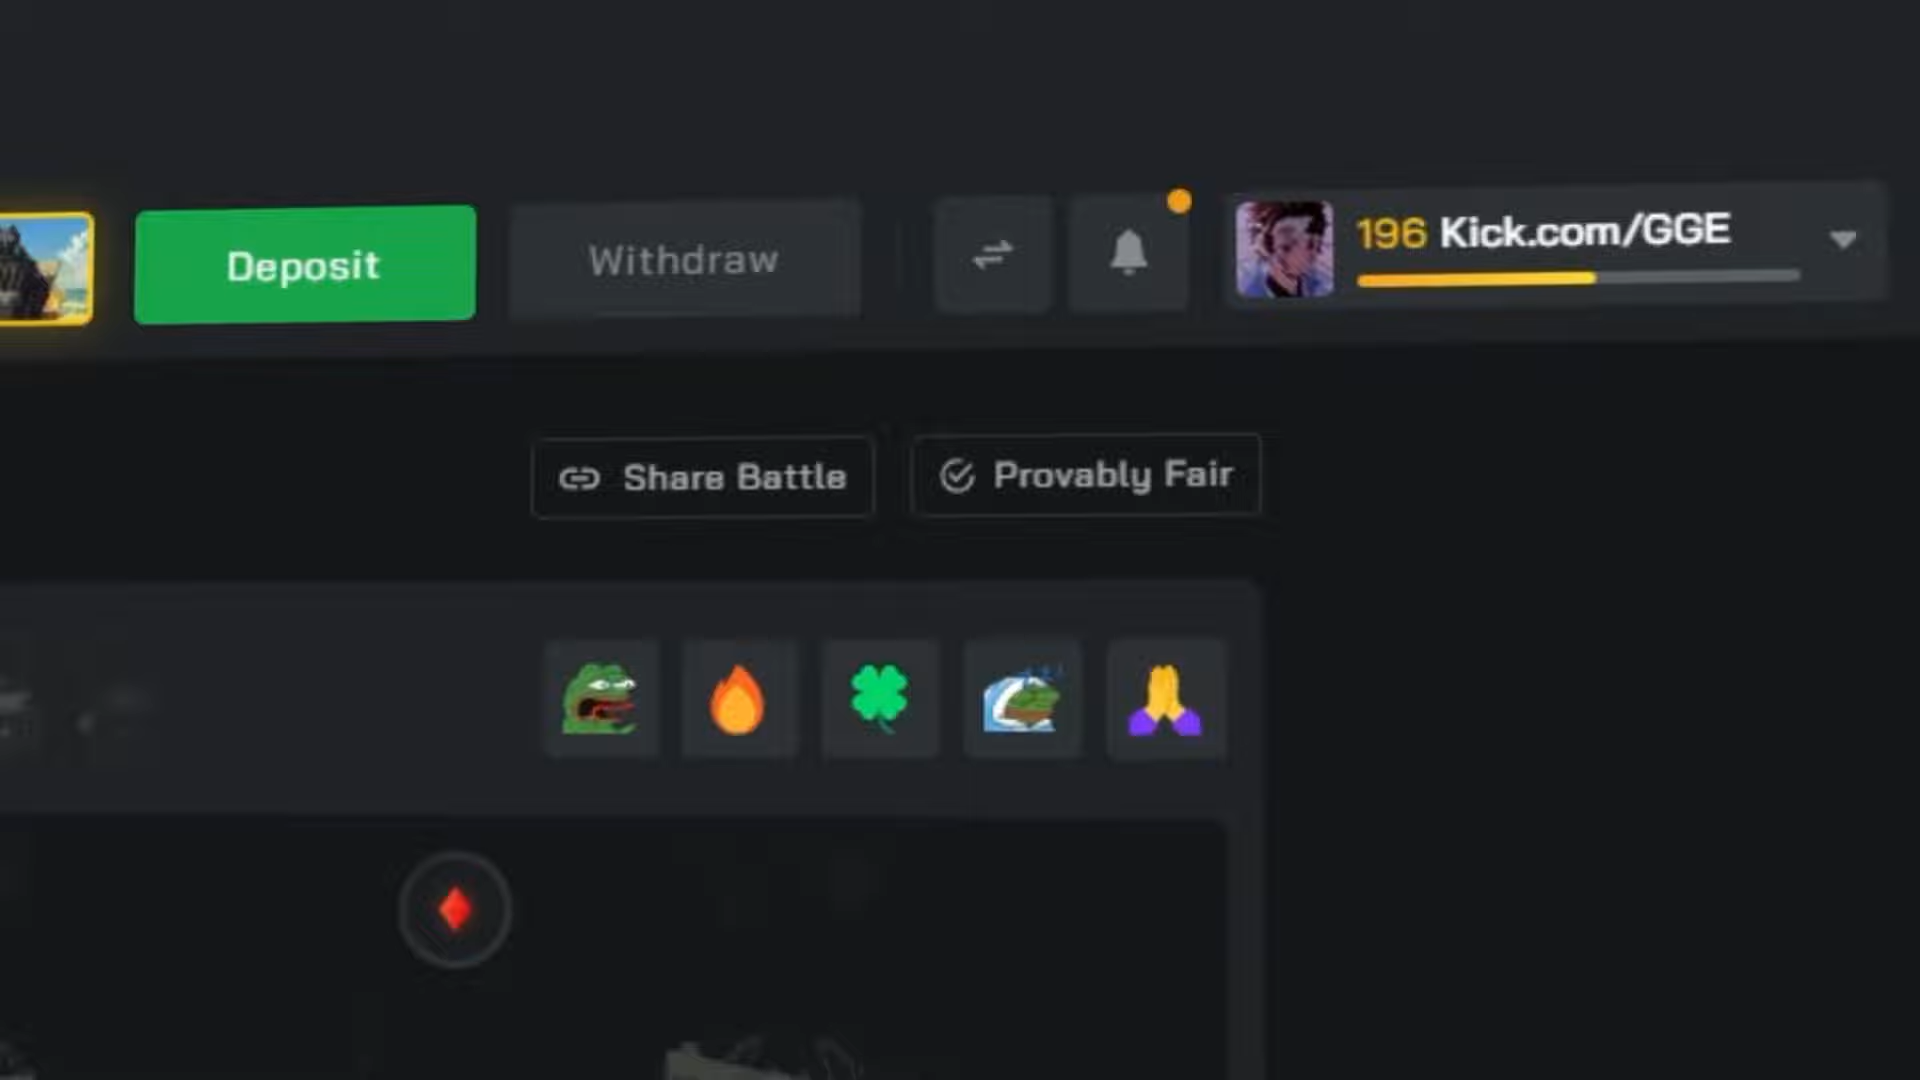 Deposit
Withdraw
196 Kick.com/GGE
Share Battle
Provably Fair